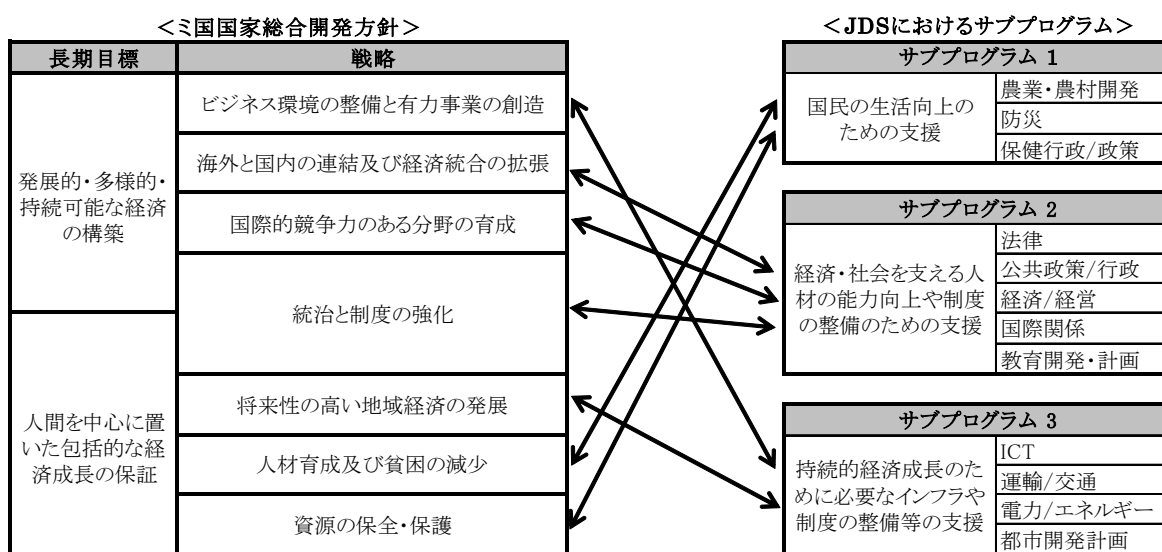 ＜ミ国国家総合開発方針＞
長期目標
戦略
発展的・多様的・
持続可能な経済
の構築
ビジネス環境の整備と有力事業の創造
海外と国内の連結及び経済統合の拡張
国際的競争力のある分野の育成
統治と制度の強化
人間を中心に置
いた包括的な経
済成長の保証
将来性の高い地域経済の発展
人材育成及び貧困の減少
資源の保全・保護
＜JDSにおけるサブプログラム＞
サブプログラム 1
国民の生活向上の
ための支援
農業・農村開発
防災
保健行政/政策
サブプログラム 2
経済・社会を支える人
材の能力向上や制度
の整備のための支援
法律
公共政策/行政
経済/経営
国際関係
教育開発・計画
サブプログラム 3
持続的経済成長のた
めに必要なインフラや
制度の整備等の支援
ICT
運輸/交通
電力/エネルギー
都市開発計画